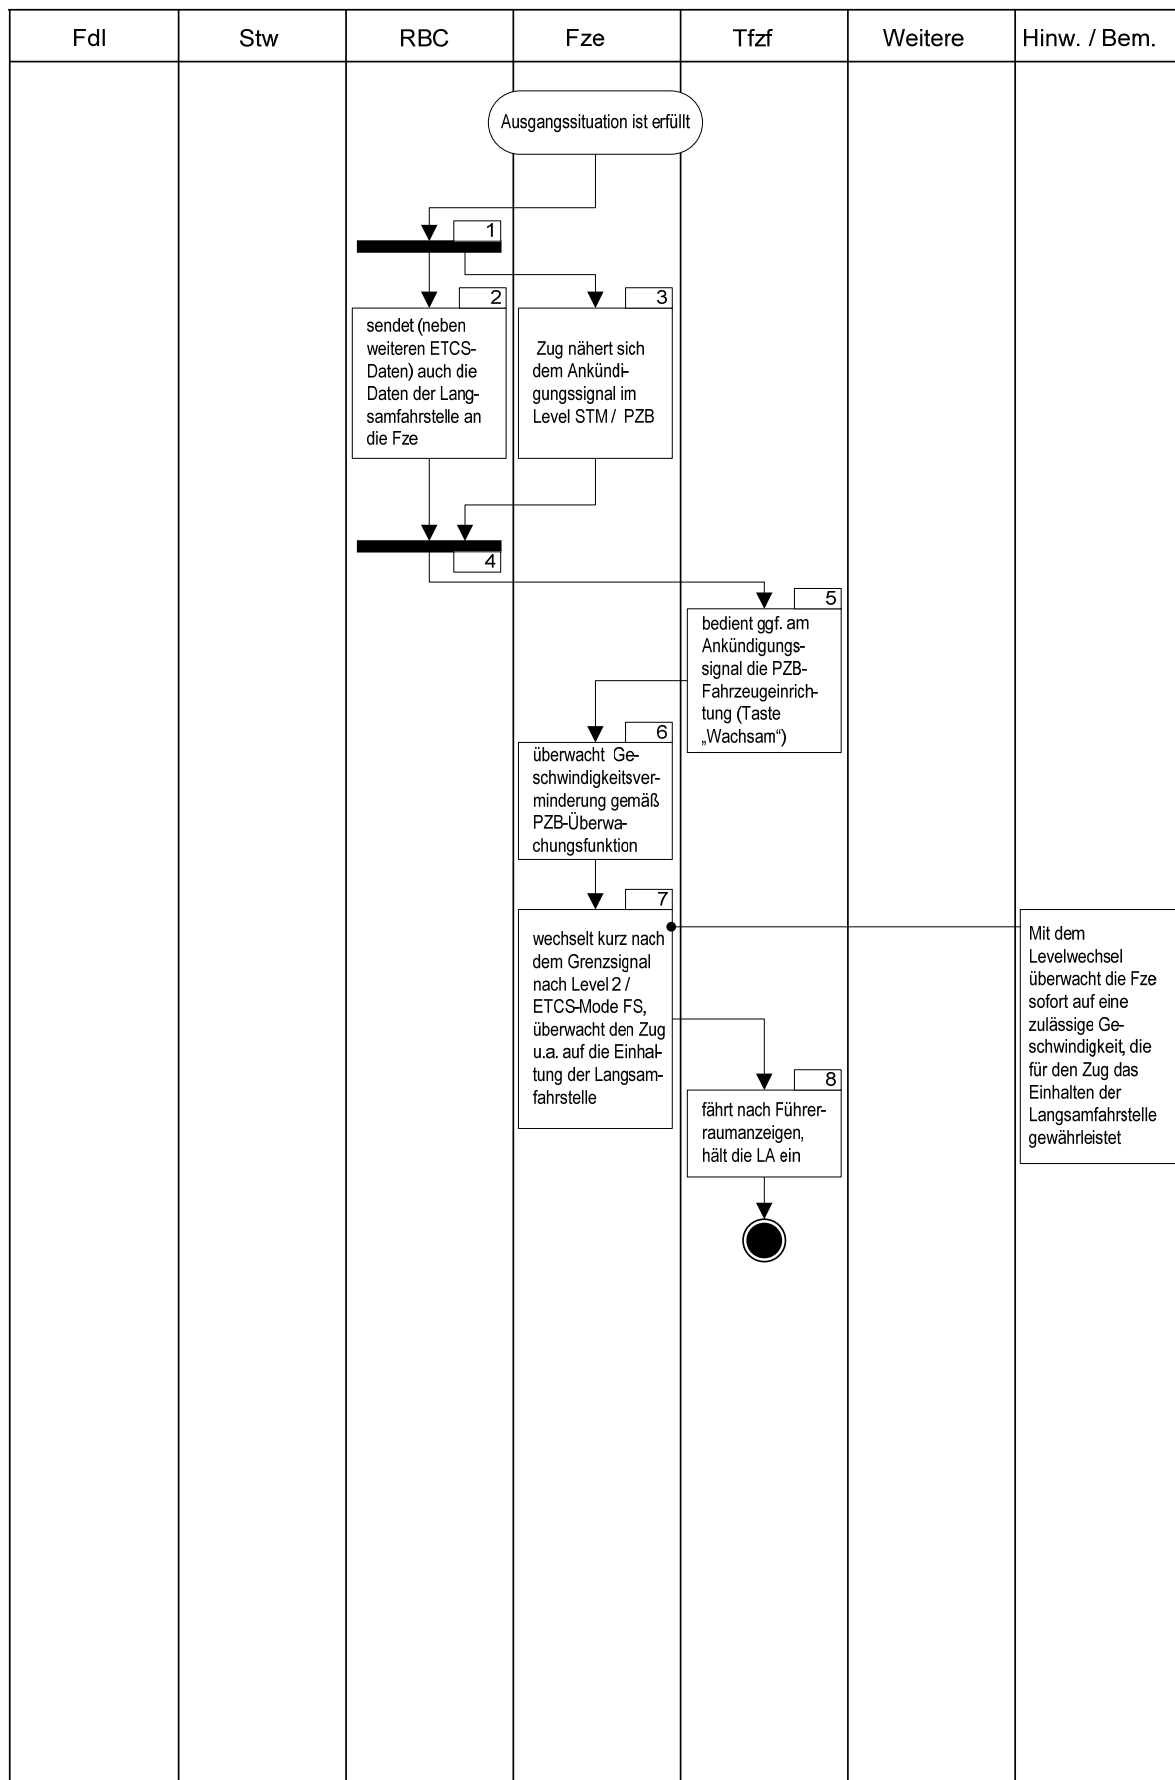 Fdl
Stw
RBC
Fze
Tfzf
Weitere
Hinw. / Bem.
Ausgangssituation ist erfüllt
1
2
sendet (neben
weiteren ETCS-
Daten) auch die
Daten der Lang-
samfahrstelle an
die Fze
3
Zug nähert sich
dem Ankündi-
gungssignal im
Level STM / PZB
4
5
bedient ggf. am
Ankündigungs-
signal die PZB-
Fahrzeugeinrich-
tung (Taste
„Wachsam“)
6
überwacht Ge-
schwindigkeitsver-
minderung gemäß
PZB-Überwa-
chungsfunktion
7
wechselt kurz nach
dem Grenzsignal
nach Level 2 /
ETCS-Mode FS,
überwacht den Zug
u.a. auf die Einhal-
tung der Langsam-
fahrstelle
Mit dem
Levelwechsel
überwacht die Fze
sofort auf eine
zulässige Ge-
schwindigkeit, die
für den Zug das
Einhalten der
Langsamfahrstelle
gewährleistet
8
fährt nach Führer-
raumanzeigen,
hält die LA ein